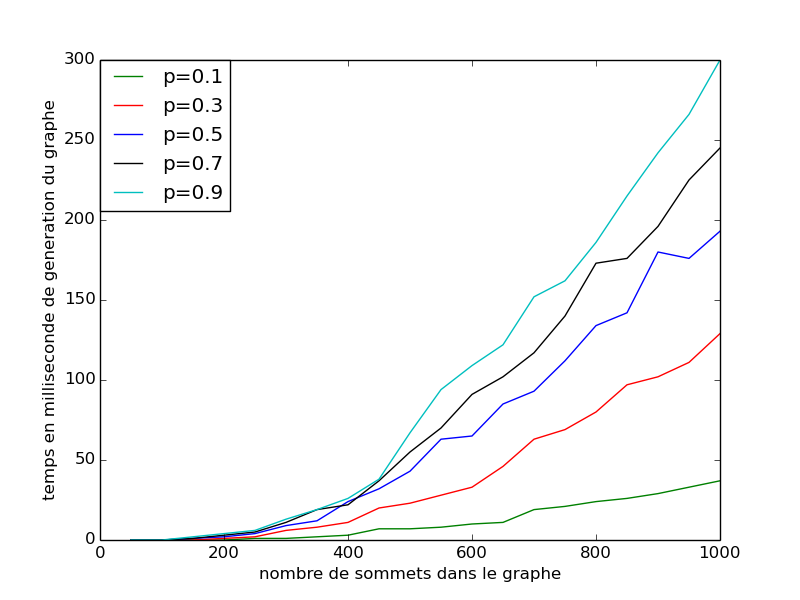 300
250
200
150
100
50
0
0
200
400
600
800
1000
p=0.1
p=0.3
p=0.5
p=0.7
p=0.9
temps en milliseconde de generation du graphe
nombre de sommets dans le graphe